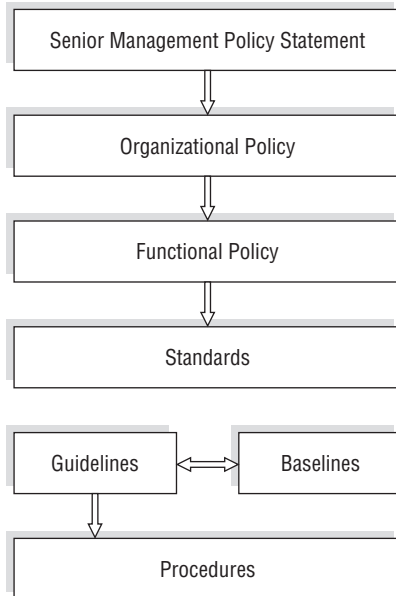 Senior Management Policy Statement
Organizational Policy
Functional Policy
Standards
Guidelines
Baselines
Procedures